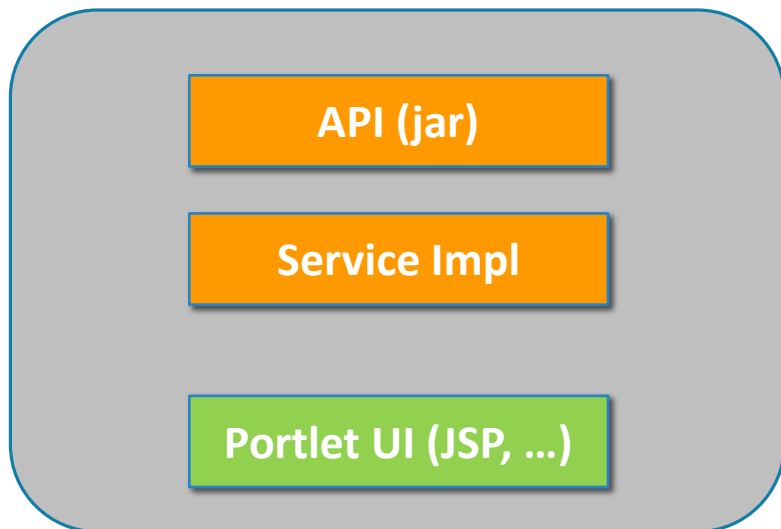 API (jar)
Service Impl
Portlet UI (JSP, …)